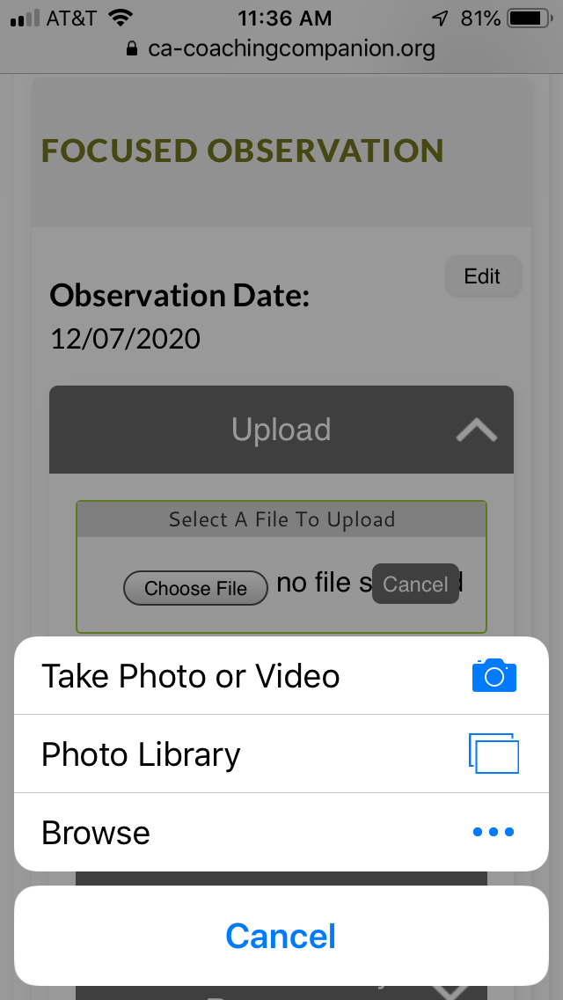 AT&T 11:36 AM 81%
ca-coachingcompanion.org
FOCUSED OBSERVATION
Edit
Observation Date:
12/07/2020
Upload
Select A File To Upload
Choose File no file s Cancel d
Take Photo or Video
Photo Library
Browse
Cancel